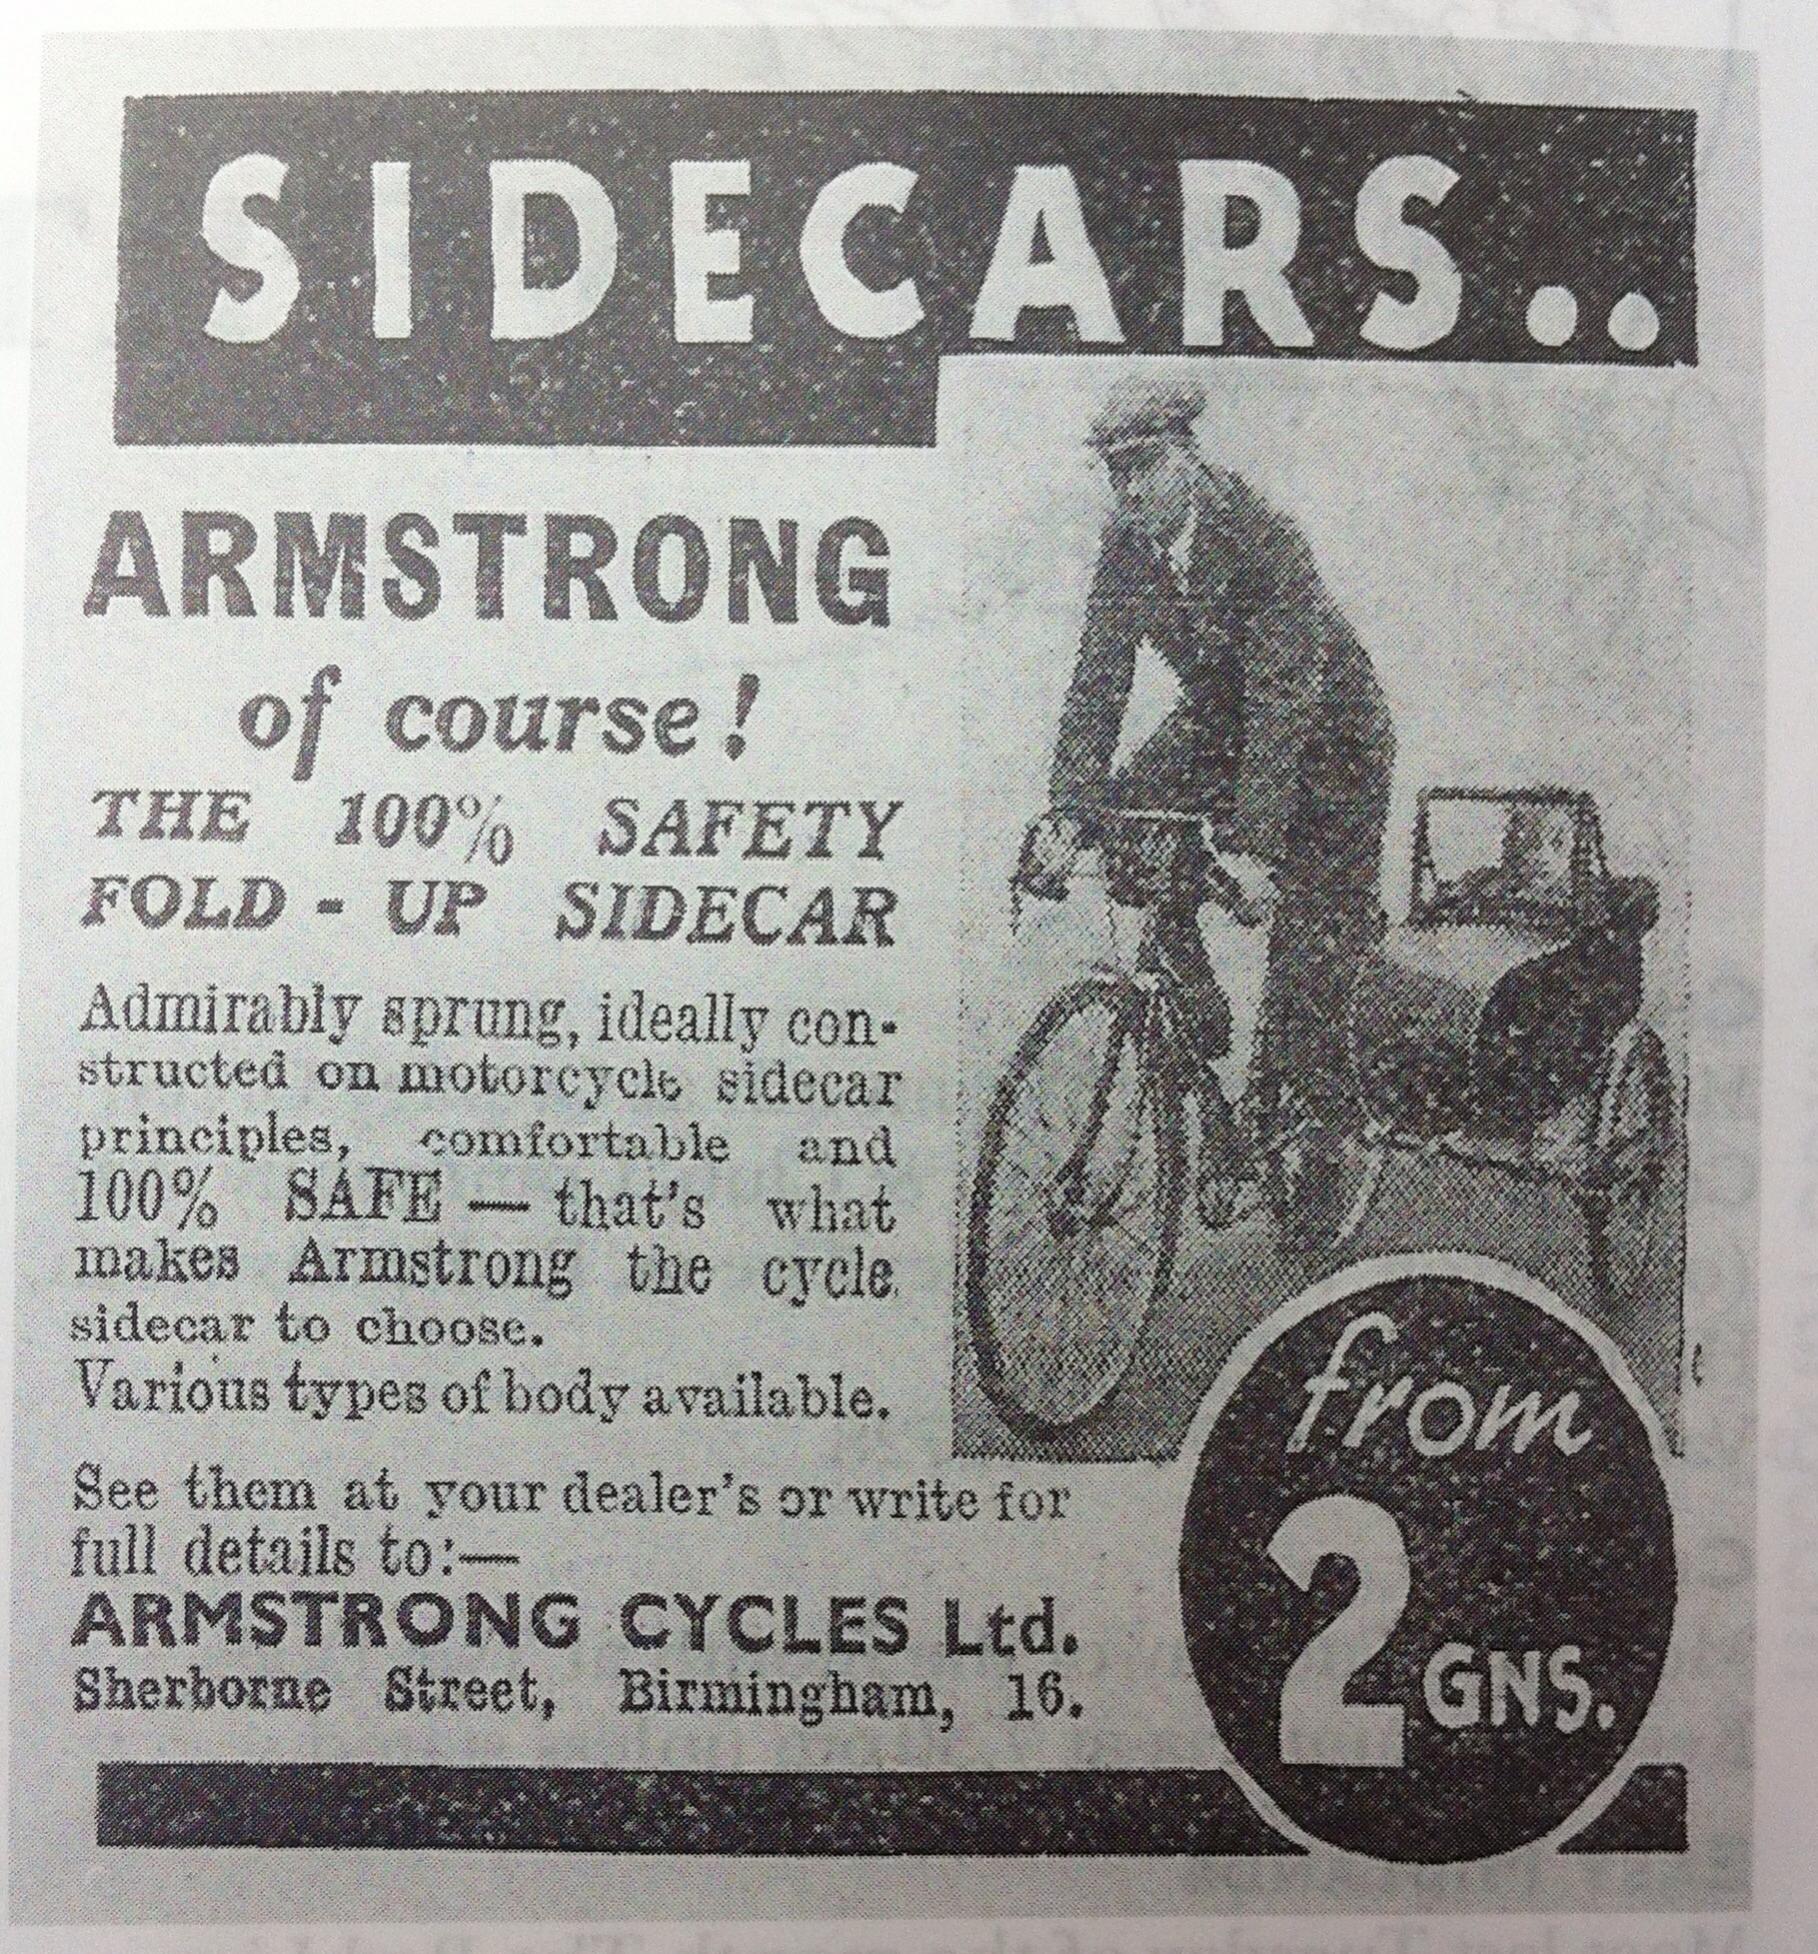 SIDECARS..
ARMSTRONG
of course!
THE 100% SAFETY
FOLD - UP SIDECAR
Admirably sprung, ideally con-
structed on motorcycle sidecar
principles, comfortable and
100% SAFE — that's what
makes Armstrong the cycle
sidecar to choose.
Various types of body available.
See them at your dealer's or write for
full details to:—
ARMSTRONG CYCLES Ltd.
Sherborne Street, Birmingham, 16.
from
2 GNS.